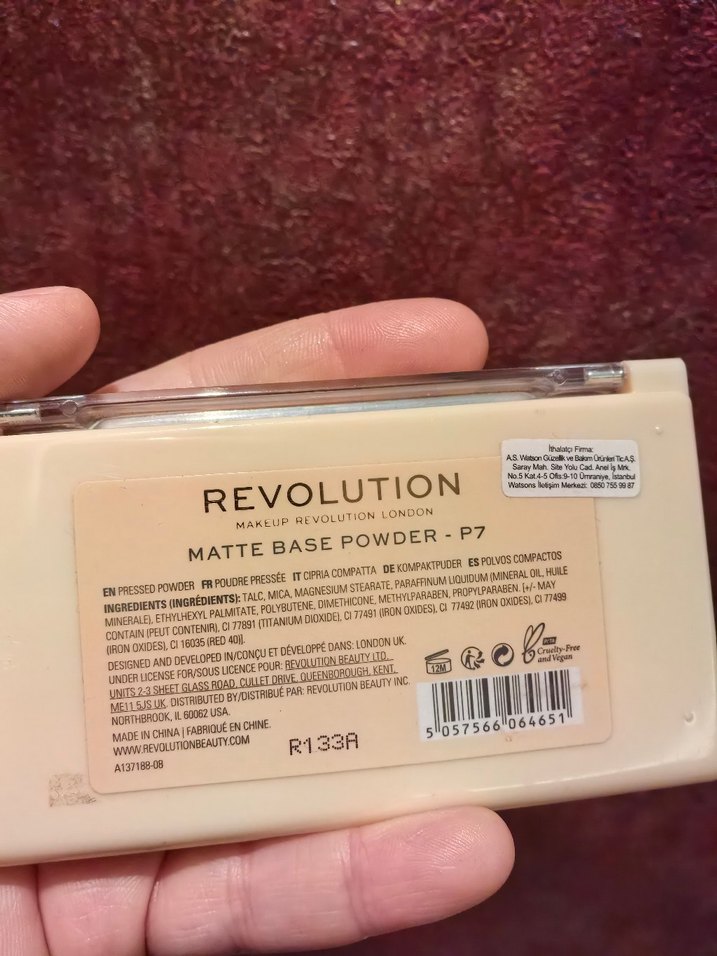 İthalatçı Firma:
A.S. Watson Güzellik ve Bakım Ürünleri Tic.A.Ş.
Saray Mah. Site Yolu Cad. Anel İş Mrk.
No.5 Kat.4-5 Ofis.9-10 Ümraniye, İstanbul
Watsons İletişim Merkezi: 0850 755 99 87
REVOLUTION
MAKEUP REVOLUTION LONDON
MATTE BASE POWDER - P7
EN PRESSED POWDER FR POUDRE PRESSÉE IT CIPRIA COMPATTA DE KOMPAKTPUDER ES POLVOS COMPACTOS
INGREDIENTS (INGRÉDIENTS): TALC, MICA, MAGNESIUM STEARATE, PARAFFINUM LIQUIDUM (MINERAL OIL, HUILE
MINERALE), ETHYLHEXYL PALMITATE, POLYBUTENE, DIMETHICONE, METHYLPARABEN, PROPYLPARABEN. [+/- MAY
CONTAIN (PEUT CONTENIR), CI 77891 (TITANIUM DIOXIDE), CI 77491 (IRON OXIDES), CI 77492 (IRON OXIDES), CI 77499
(IRON OXIDES), CI 16035 (RED 40)].
DESIGNED AND DEVELOPED IN/CONÇU ET DÉVELOPPÉ DANS: LONDON UK.
UNDER LICENSE FOR/SOUS LICENCE POUR: REVOLUTION BEAUTY LTD.
UNITS 2-3 SHEET GLASS ROAD, CULLET DRIVE, QUEENBOROUGH, KENT,
ME11 5JS UK. DISTRIBUTED BY/DISTRIBUÉ PAR: REVOLUTION BEAUTY INC.
NORTHBROOK, IL 60062 USA.
MADE IN CHINA | FABRIQUÉ EN CHINE.
WWW.REVOLUTIONBEAUTY.COM
A137188-08
R133A
12M
PETA
Cruelty-Free
and Vegan
5 057566 064651